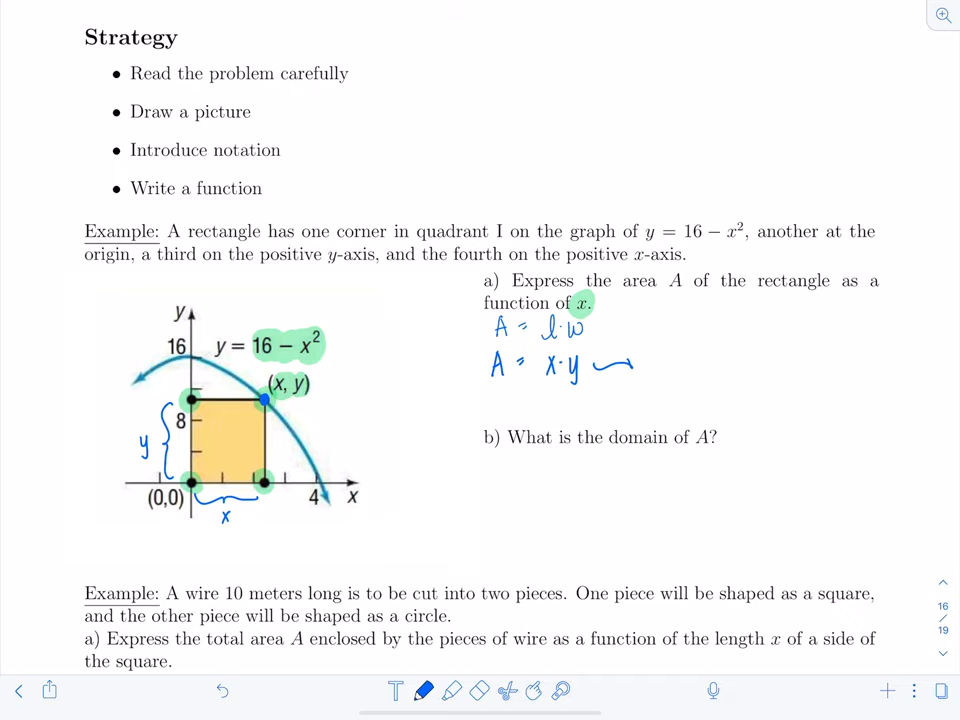 Strategy
• Read the problem carefully
• Draw a picture
• Introduce notation
• Write a function
Example: A rectangle has one corner in quadrant I on the graph of y = 16 − x², another at the
origin, a third on the positive y-axis, and the fourth on the positive x-axis.
a) Express the area A of the rectangle as a
function of x.
A = l·w
A = x·y
b) What is the domain of A?
y
16
y = 16 − x²
(x, y)
8
y
(0,0)
4
x
x
Example: A wire 10 meters long is to be cut into two pieces. One piece will be shaped as a square,
and the other piece will be shaped as a circle.
a) Express the total area A enclosed by the pieces of wire as a function of the length x of a side of
the square.
16
/
19
T